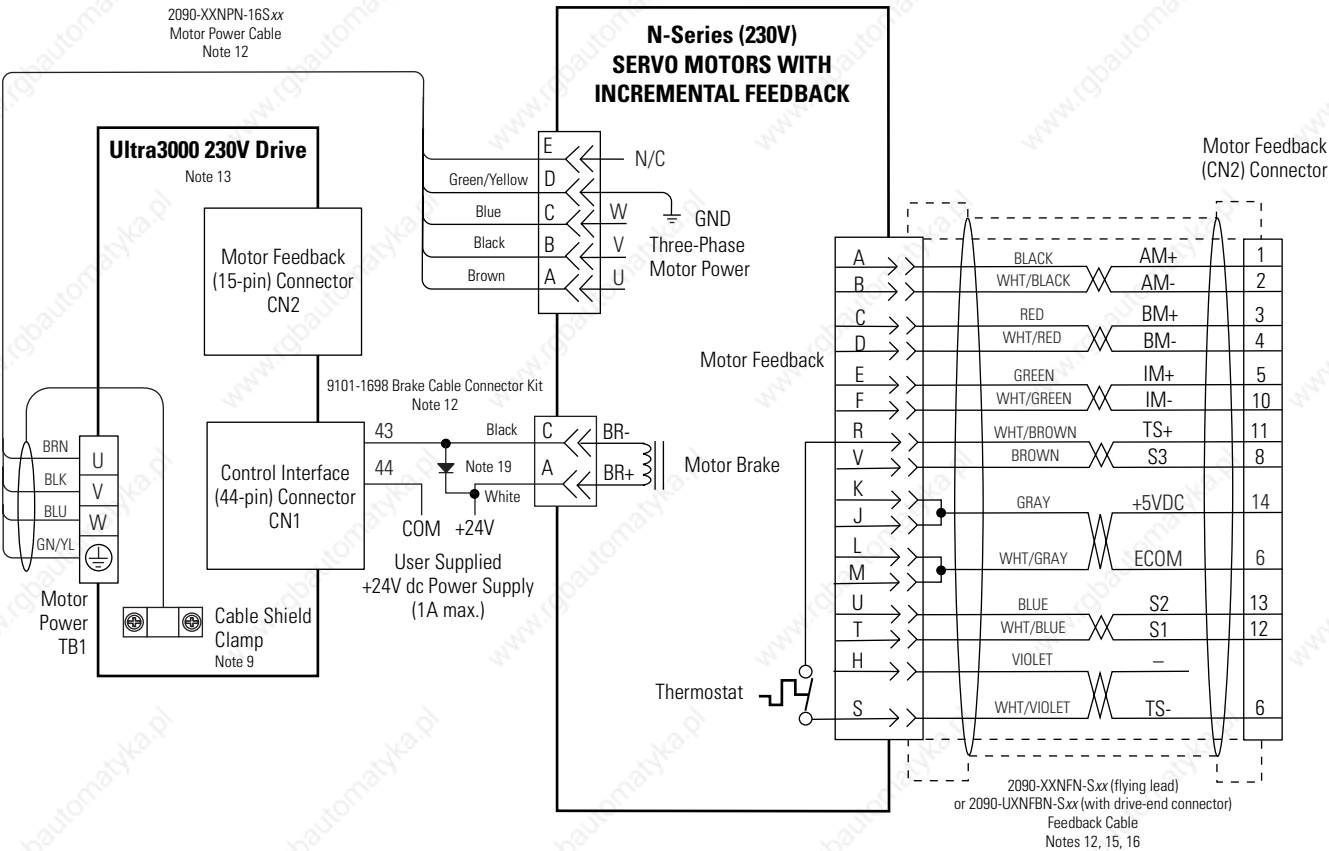 2090-XXNPN-16Sxx
Motor Power Cable
Note 12
N-Series (230V)
SERVO MOTORS WITH
INCREMENTAL FEEDBACK
Ultra3000 230V Drive
Note 13
Motor Feedback
(15-pin) Connector
CN2
Control Interface
(44-pin) Connector
CN1
BRN
BLK
BLU
GN/YL
U
V
W
Motor
Power
TB1
Cable Shield
Clamp
Note 9
E
N/C
Green/Yellow
D
GND
Blue
C
W
Black
B
V
Brown
A
U
Three-Phase
Motor Power
9101-1698 Brake Cable Connector Kit
Note 12
43
Black
C
BR-
44
Note 19
White
A
BR+
Motor Brake
COM
+24V
User Supplied
+24V dc Power Supply
(1A max.)
Motor Feedback
(CN2) Connector
Motor Feedback
A
BLACK
AM+
1
B
WHT/BLACK
AM-
2
C
RED
BM+
3
D
WHT/RED
BM-
4
E
GREEN
IM+
5
F
WHT/GREEN
IM-
10
R
WHT/BROWN
TS+
11
V
BROWN
S3
8
K
J
GRAY
+5VDC
14
L
M
WHT/GRAY
ECOM
6
U
BLUE
S2
13
T
WHT/BLUE
S1
12
H
VIOLET
–
S
WHT/VIOLET
TS-
6
Thermostat
2090-XXNFN-Sxx (flying lead)
or 2090-UXNFBN-Sxx (with drive-end connector)
Feedback Cable
Notes 12, 15, 16
www.rgbautomatyka.pl